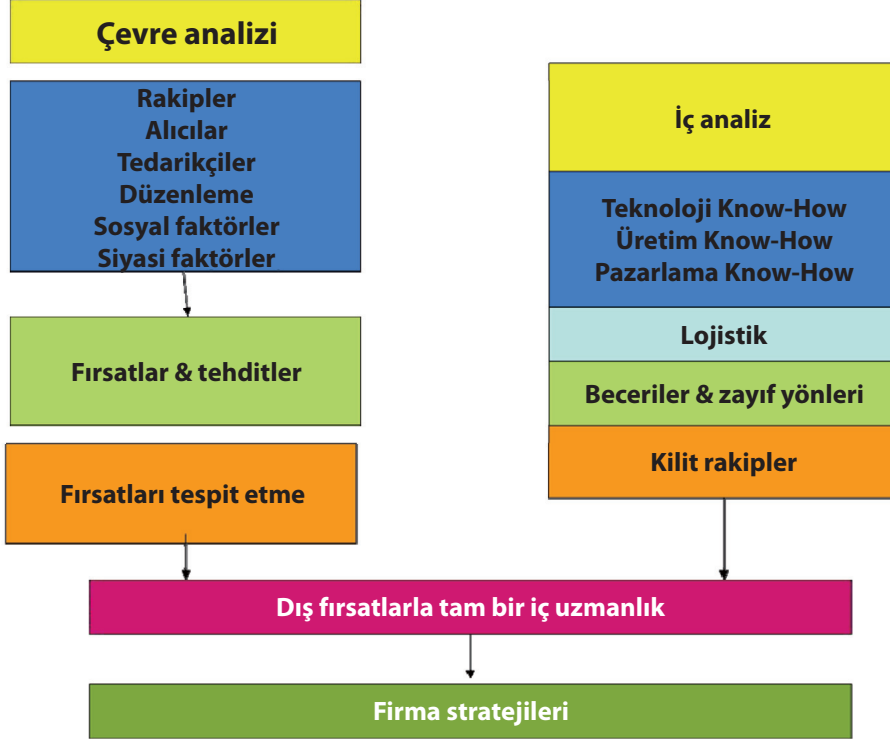 Çevre analizi
Rakipler
Alıcılar
Tedarikçiler
Düzenleme
Sosyal faktörler
Siyasi faktörler
Fırsatlar & tehditler
Fırsatları tespit etme
İç analiz
Teknoloji Know-How
Üretim Know-How
Pazarlama Know-How
Lojistik
Beceriler & zayıf yönleri
Kilit rakipler
Dış fırsatlarla tam bir iç uzmanlık
Firma stratejileri